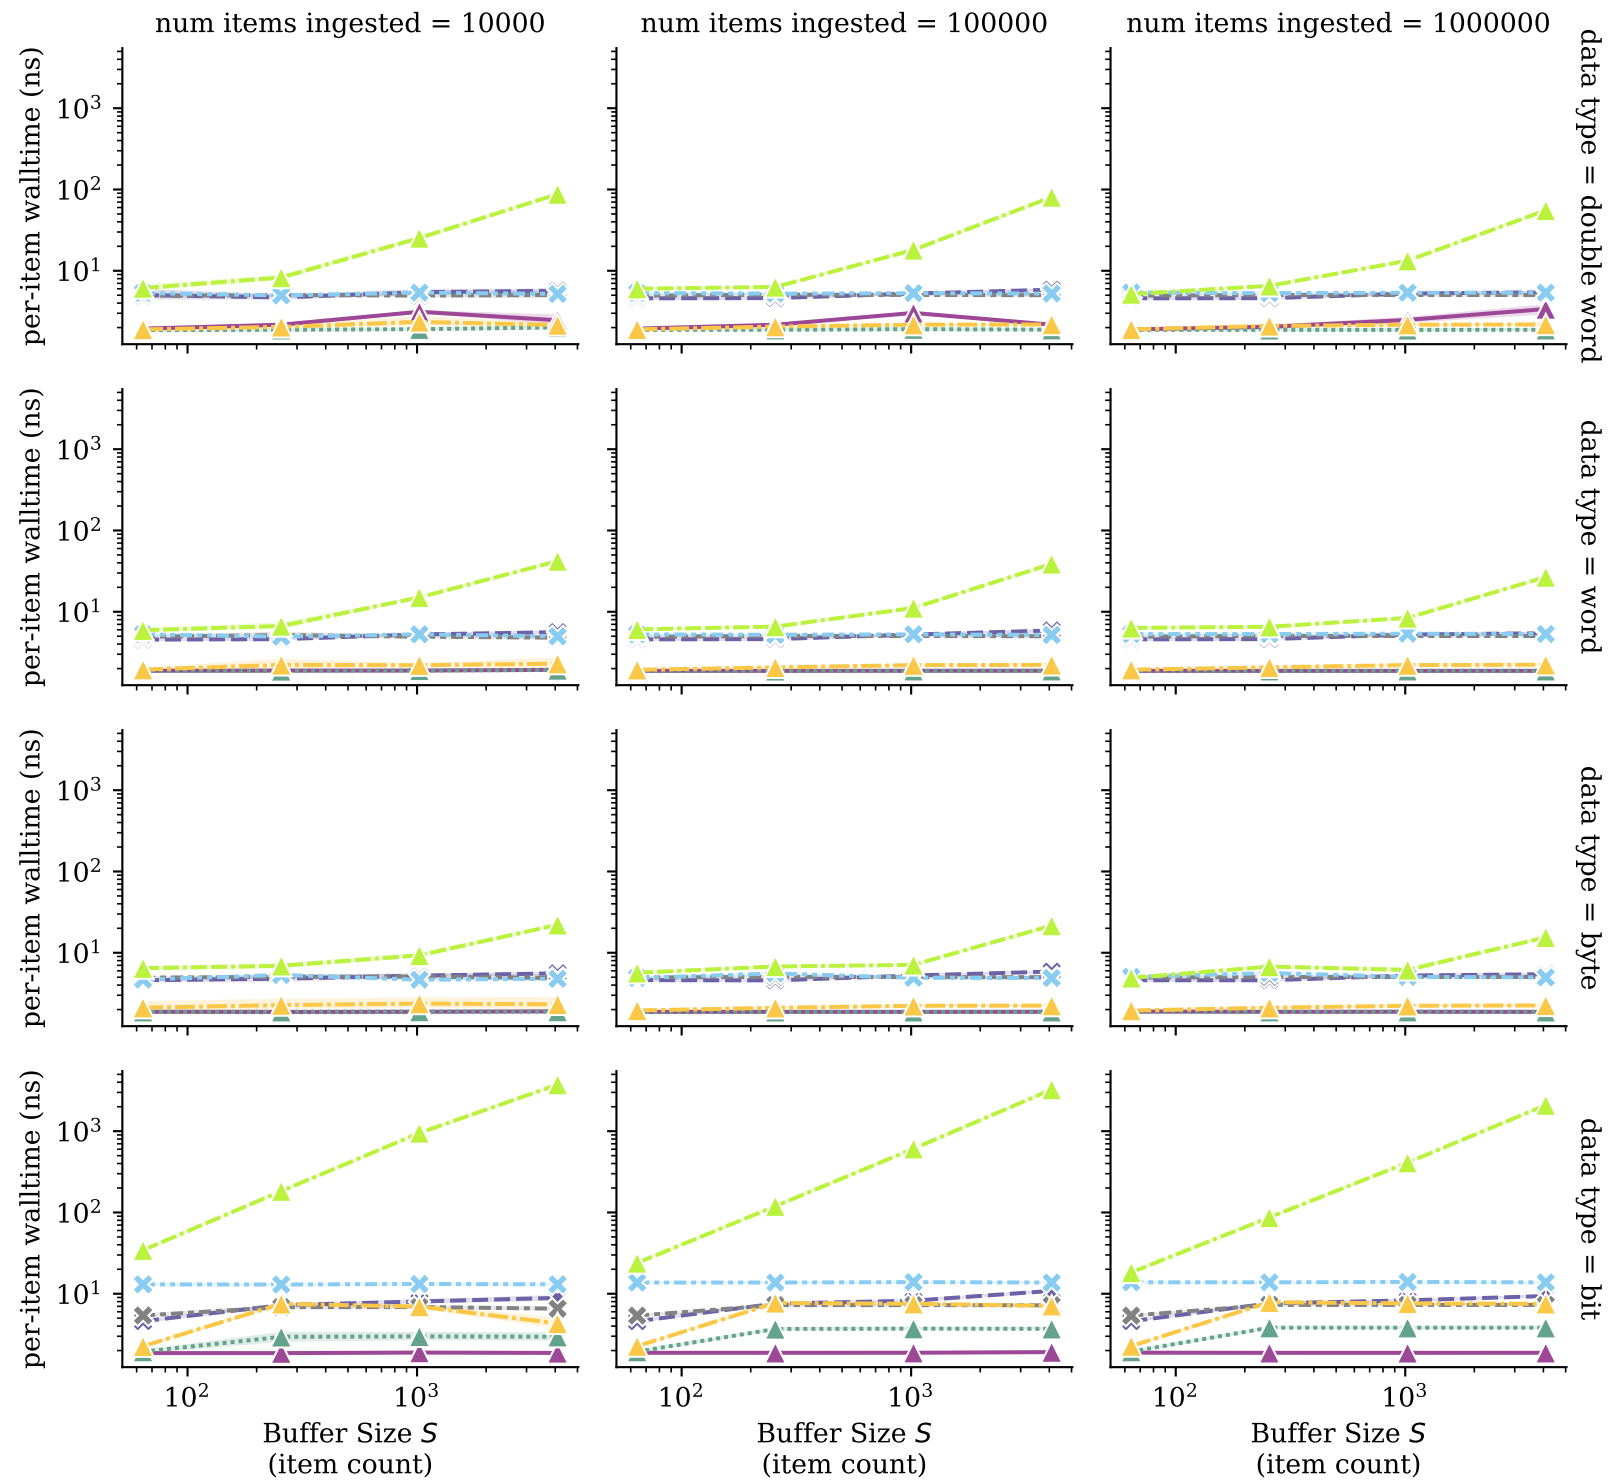 num items ingested = 10000
num items ingested = 100000
num items ingested = 1000000
per-item walltime (ns)
10³
10²
10¹
data type = double word
per-item walltime (ns)
10³
10²
10¹
data type = word
per-item walltime (ns)
10³
10²
10¹
data type = byte
per-item walltime (ns)
10³
10²
10¹
data type = bit
10² 10³
10² 10³
10² 10³
Buffer Size S
(item count)
Buffer Size S
(item count)
Buffer Size S
(item count)